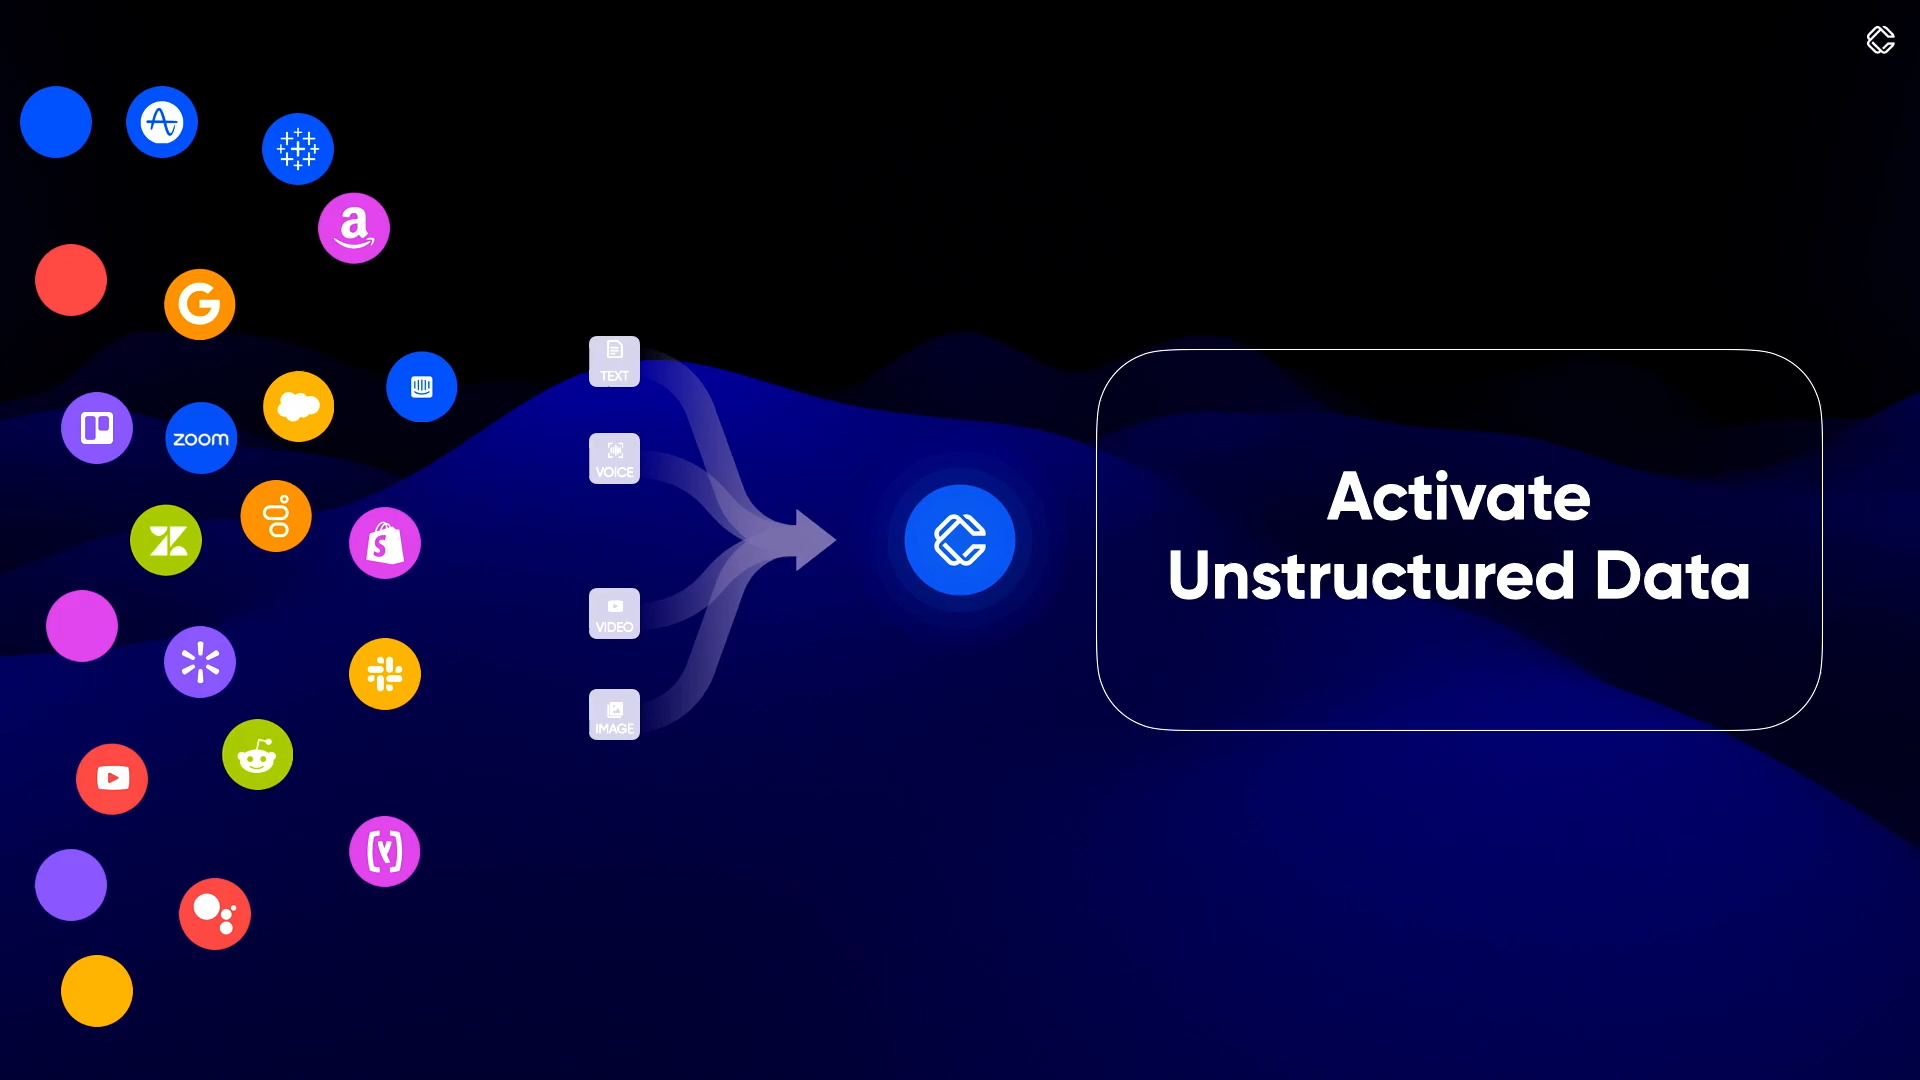 zoom
TEXT
VOICE
VIDEO
IMAGE
Activate
Unstructured Data